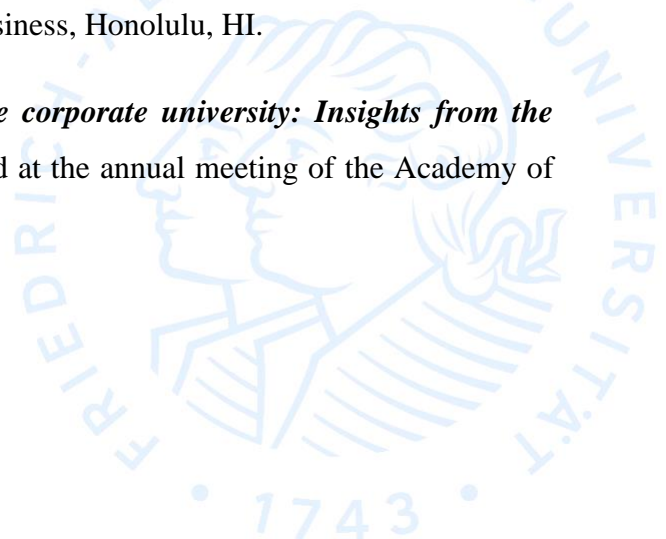 siness, Honolulu, HI.
e corporate university: Insights from the
d at the annual meeting of the Academy of
FRIEDRICH-A
UNIVERSITÄT
• 1743 •